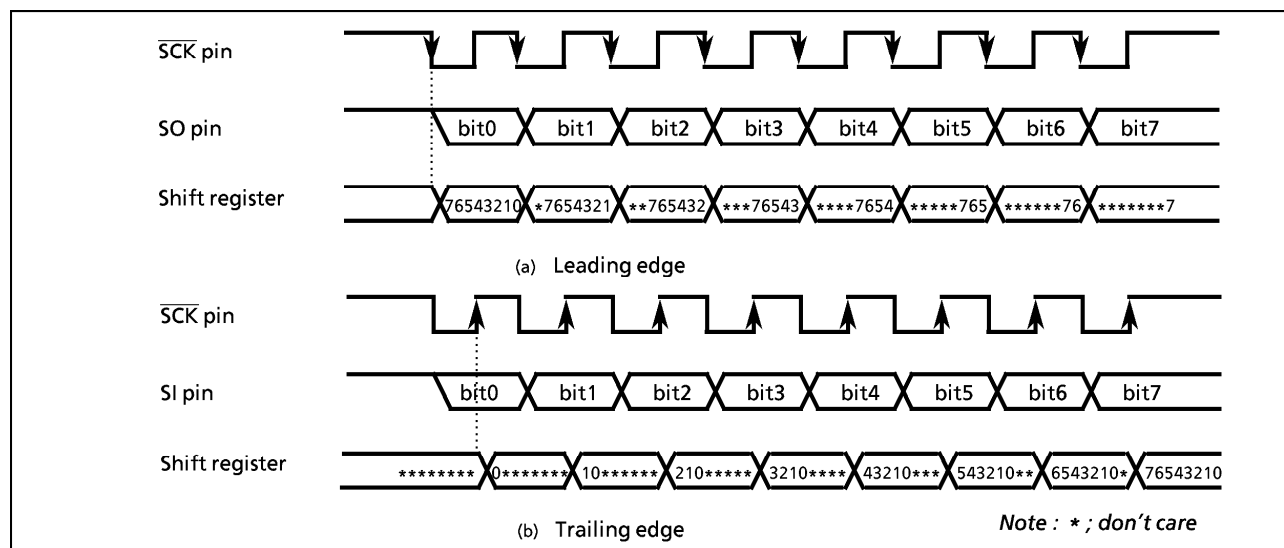 S̅C̅K̅ pin
SO pin
bit0 bit1 bit2 bit3 bit4 bit5 bit6 bit7
Shift register
76543210 *7654321 **765432 ***76543 ****7654 *****765 ******76 *******7
(a) Leading edge
S̅C̅K̅ pin
SI pin
bit0 bit1 bit2 bit3 bit4 bit5 bit6 bit7
Shift register
******** 0******* 10****** 210***** 3210**** 43210*** 543210** 6543210* 76543210
(b) Trailing edge
Note : * ; don't care